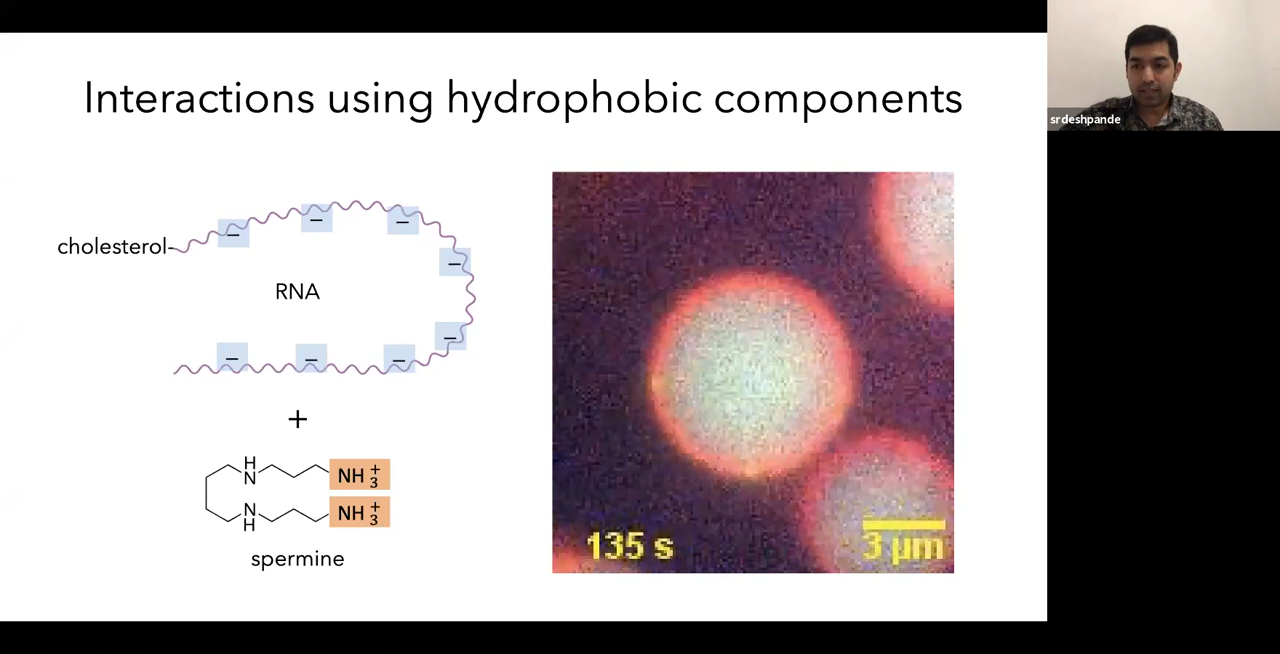 Interactions using hydrophobic components
srdeshpande
cholesterol-
− − − − − − − −
RNA
+
H
N
NH3+
N
H
NH3+
spermine
135 s
3 µm